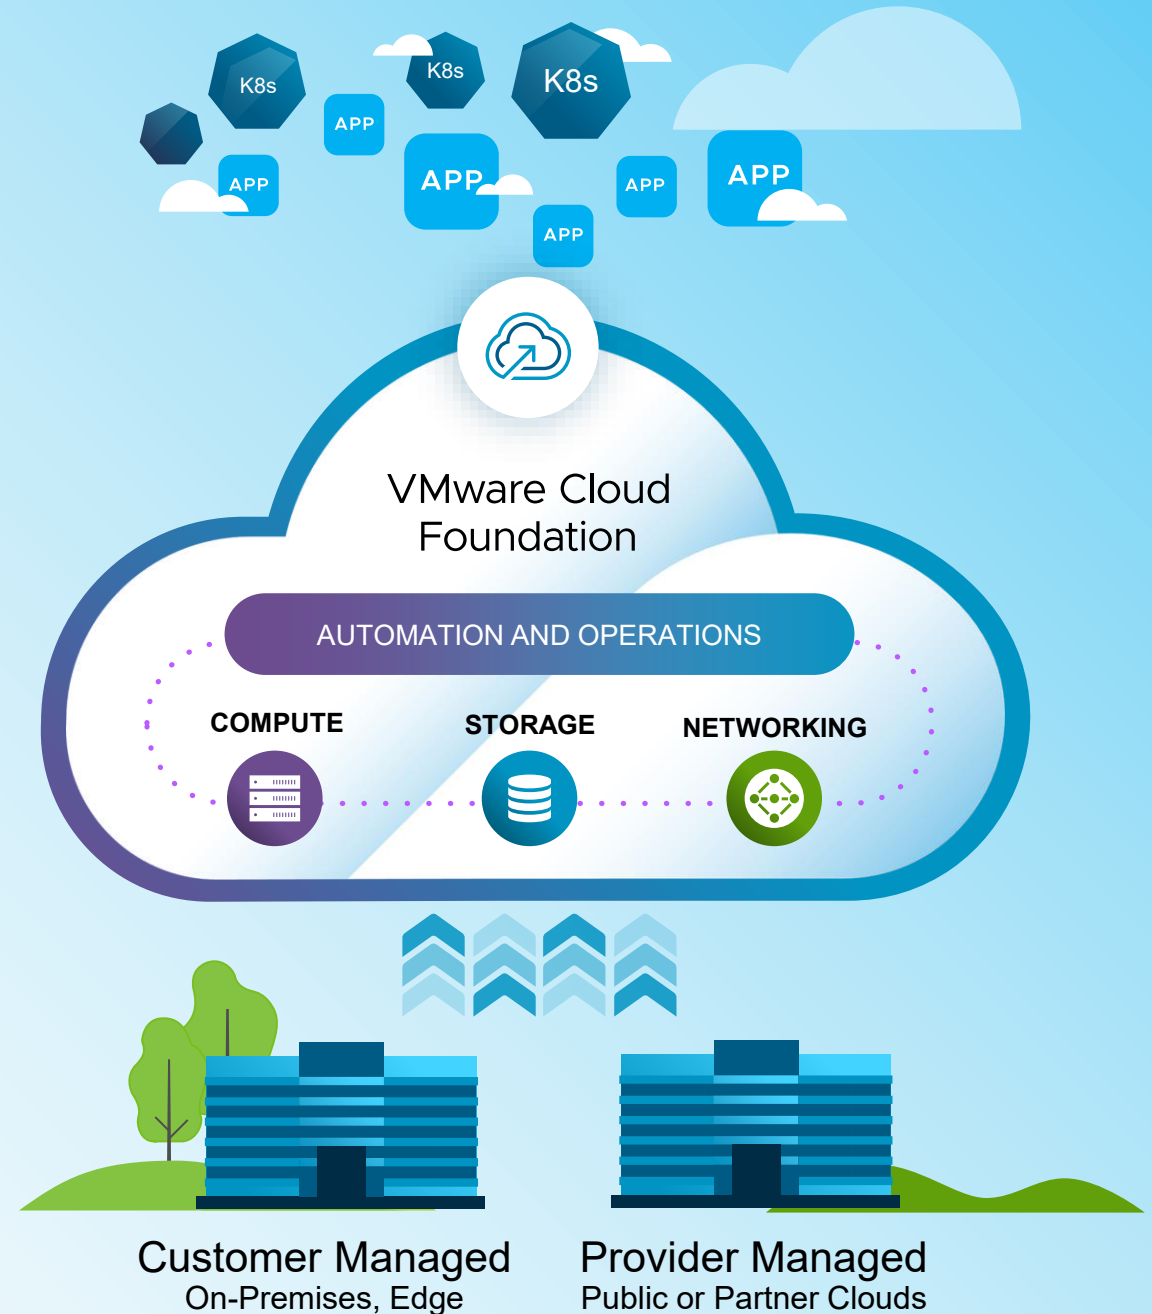 K8s
K8s
K8s
APP
APP
APP
APP
APP
APP
VMware Cloud
Foundation
AUTOMATION AND OPERATIONS
COMPUTE
STORAGE
NETWORKING
Customer Managed
On-Premises, Edge
Provider Managed
Public or Partner Clouds